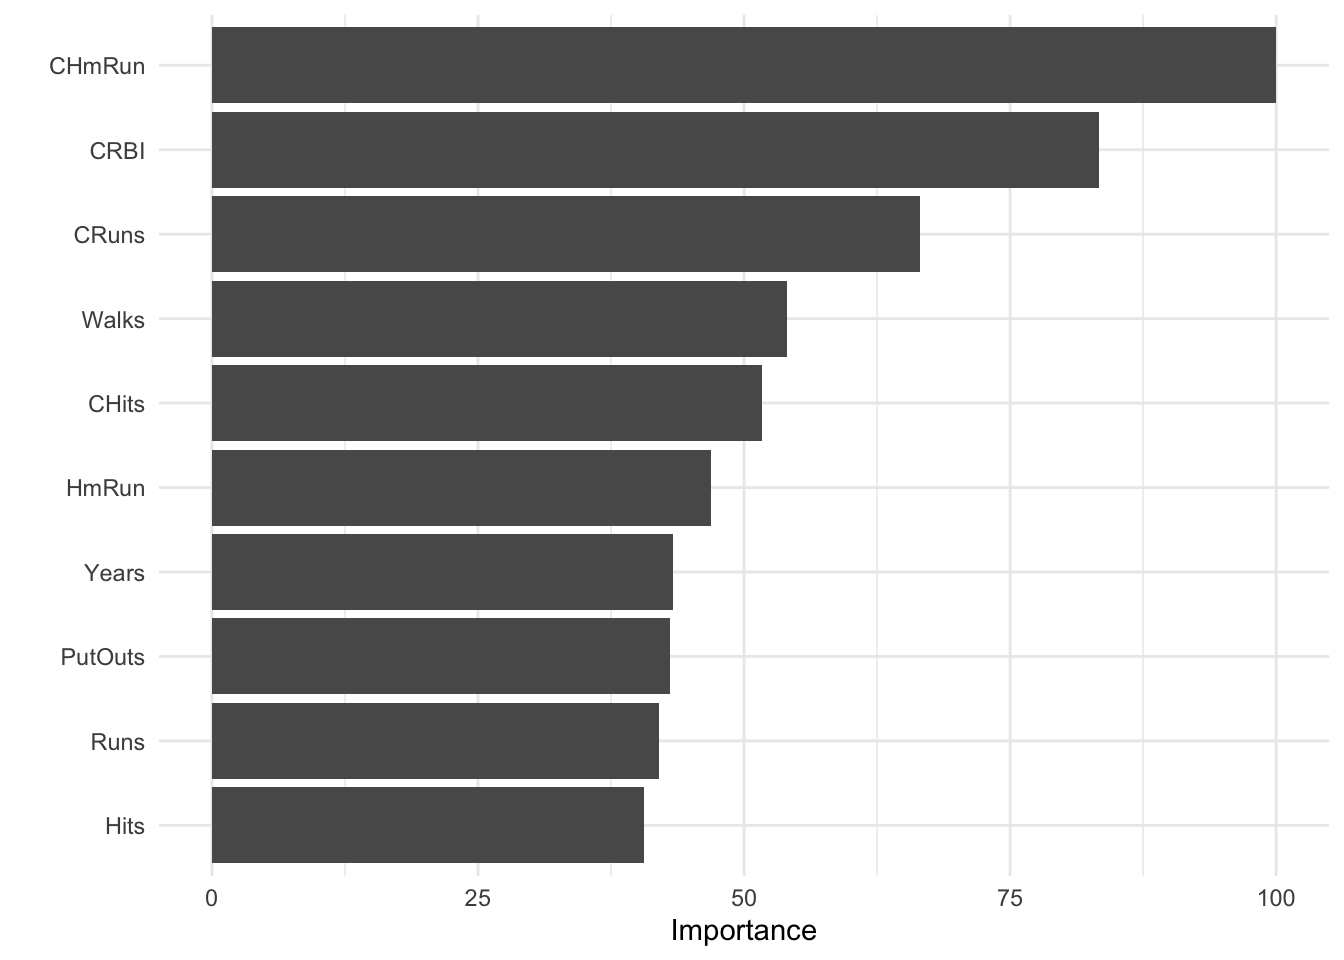 CHmRun
CRBI
CRuns
Walks
CHits
HmRun
Years
PutOuts
Runs
Hits
0 25 50 75 100
Importance